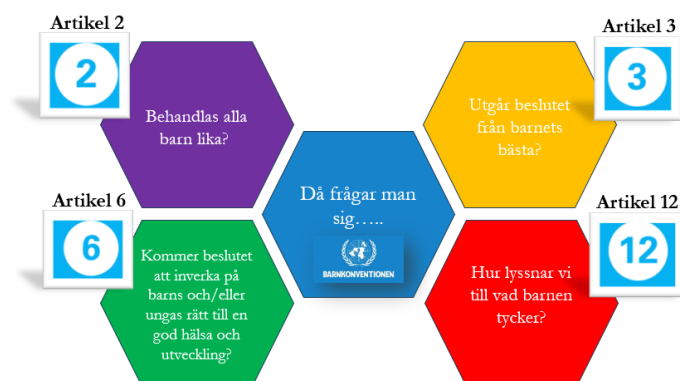 Artikel 2
2
Behandlas alla
barn lika?
Artikel 3
3
Utgår beslutet
från barnets
bästa?
Då frågar man
sig…..
BARNKONVENTIONEN
Artikel 6
6
Kommer beslutet
att inverka på
barns och/eller
ungas rätt till en
god hälsa och
utveckling?
Artikel 12
12
Hur lyssnar vi
till vad barnen
tycker?